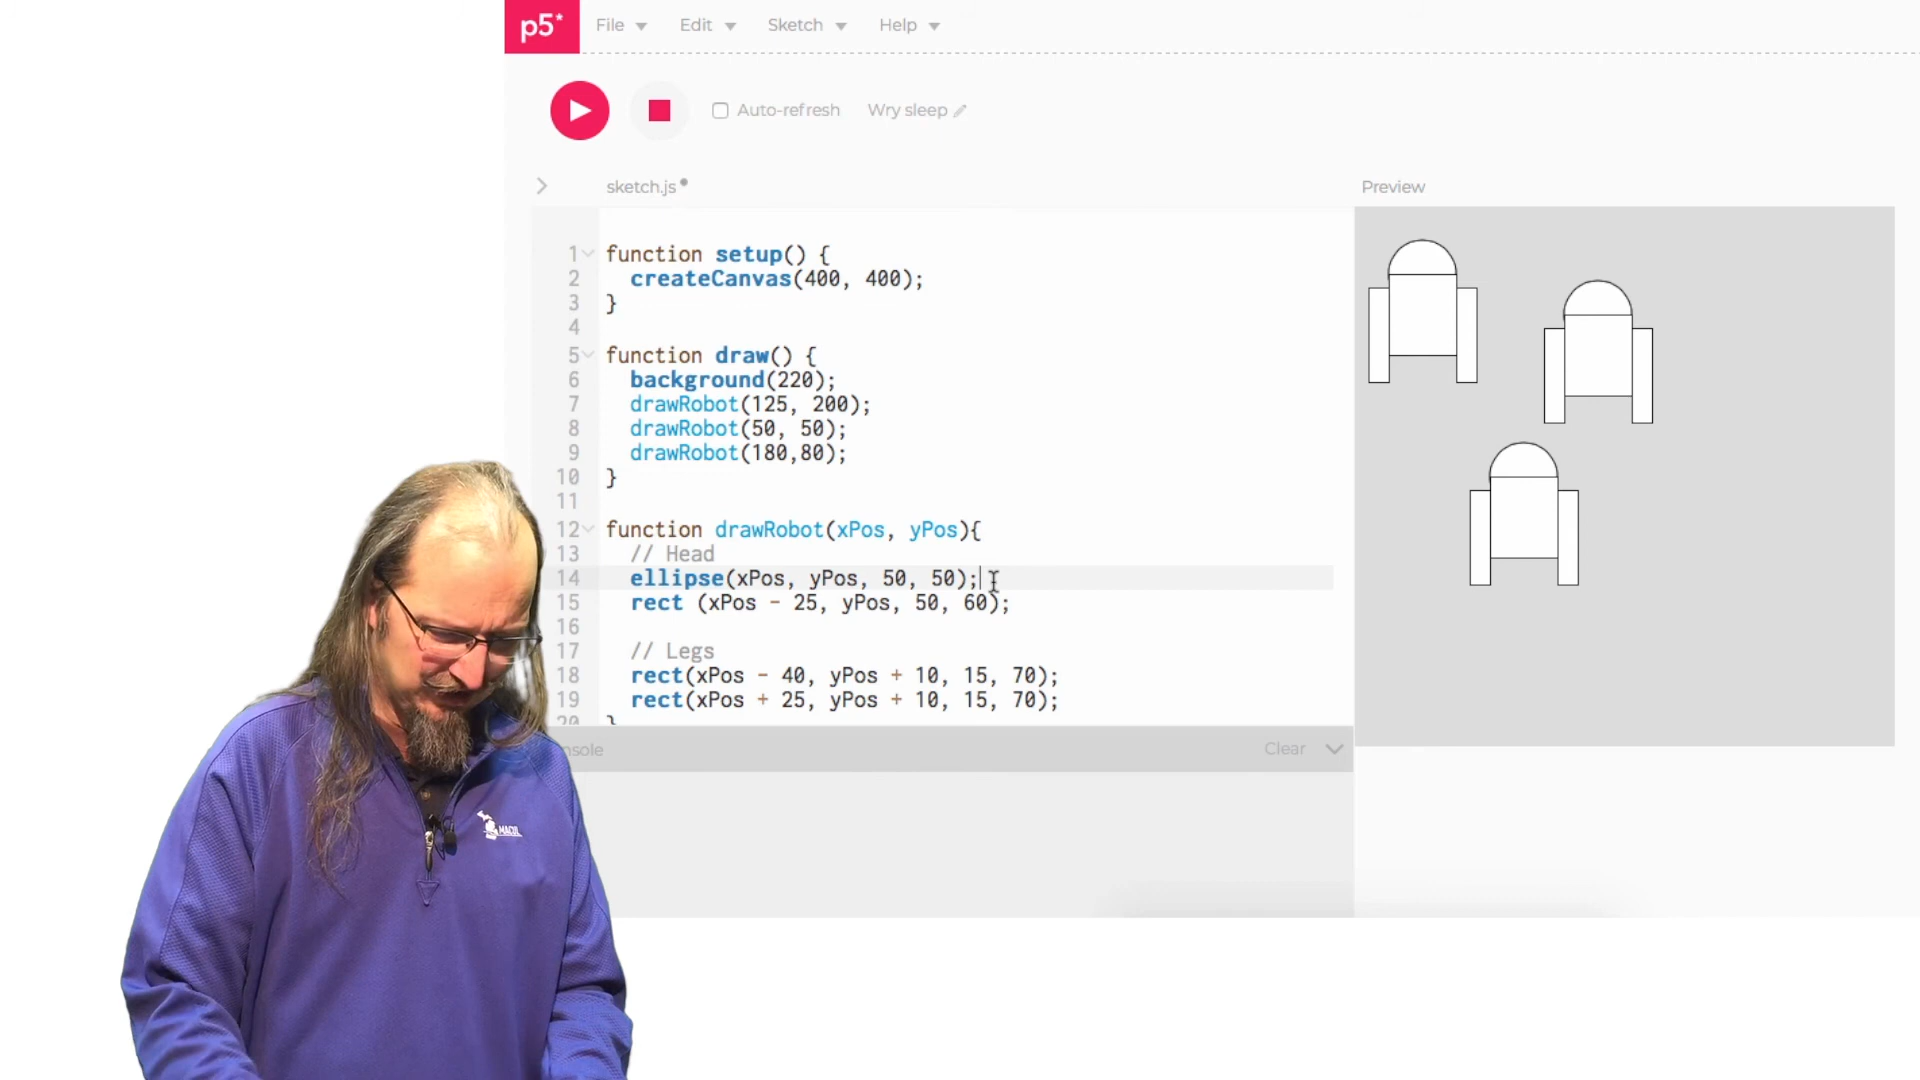 p5* File Edit Sketch Help
Auto-refresh Wry sleep
sketch.js
Preview
1 function setup() {
2 createCanvas(400, 400);
3 }
4
5 function draw() {
6 background(220);
7 drawRobot(125, 200);
8 drawRobot(50, 50);
9 drawRobot(180,80);
10 }
11
12 function drawRobot(xPos, yPos){
13 // Head
14 ellipse(xPos, yPos, 50, 50);
15 rect (xPos - 25, yPos, 50, 60);
16
17 // Legs
18 rect(xPos - 40, yPos + 10, 15, 70);
19 rect(xPos + 25, yPos + 10, 15, 70);
20 }
nsole Clear
MACUL